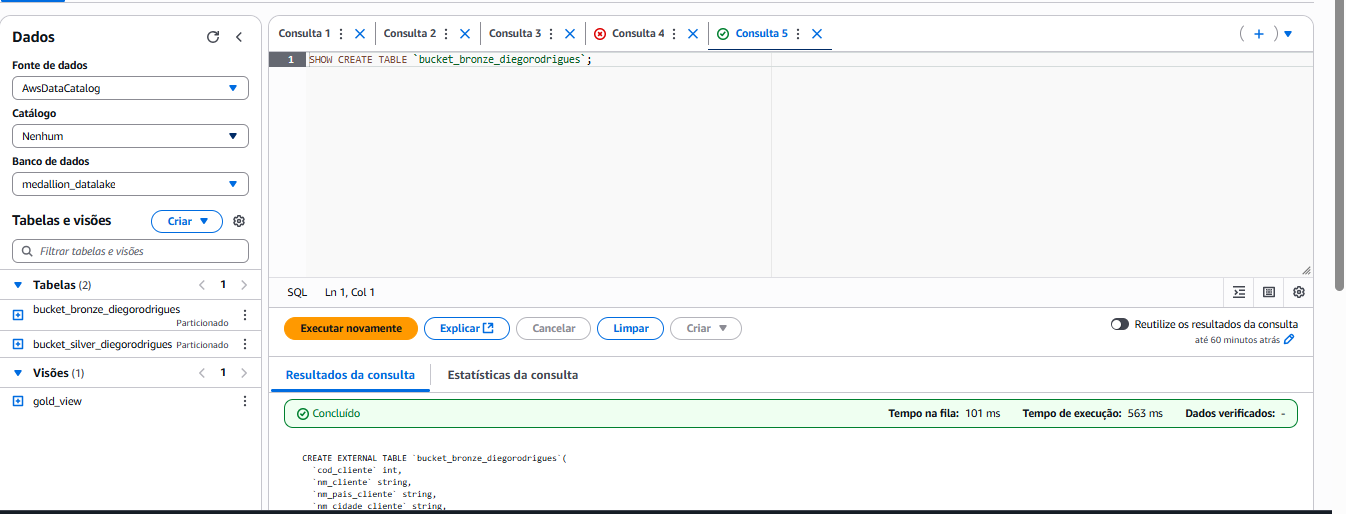 Dados
Fonte de dados
AwsDataCatalog
Catálogo
Nenhum
Banco de dados
medallion_datalake
Tabelas e visões
Criar
Filtrar tabelas e visões
Tabelas (2)
1
bucket_bronze_diegorodrigues
Particionado
bucket_silver_diegorodrigues Particionado
Visões (1)
1
gold_view
Consulta 1
Consulta 2
Consulta 3
Consulta 4
Consulta 5
1 SHOW CREATE TABLE `bucket_bronze_diegorodrigues`;
SQL Ln 1, Col 1
Executar novamente Explicar Cancelar Limpar Criar
Reutilize os resultados da consulta
até 60 minutos atrás
Resultados da consulta Estatísticas da consulta
Concluído Tempo na fila: 101 ms Tempo de execução: 563 ms Dados verificados: -
CREATE EXTERNAL TABLE `bucket_bronze_diegorodrigues`(
`cod_cliente` int,
`nm_cliente` string,
`nm_pais_cliente` string,
`nm_cidade_cliente` string,